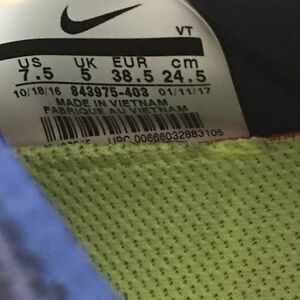 VT
US UK EUR cm
7.5 5 38.5 24.5
10/18/16 843975-403 01/11/17
MADE IN VIETNAM
FABRIQUE AU VIETNAM
UPC 00666032883105